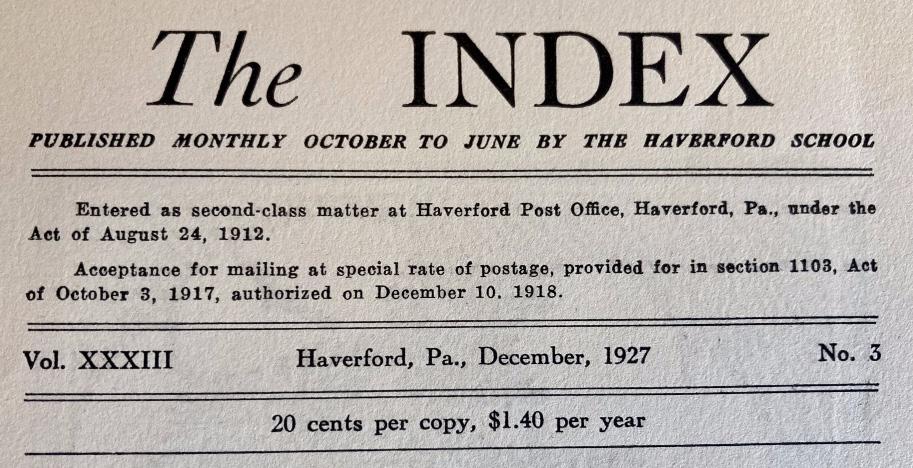 The INDEX
PUBLISHED MONTHLY OCTOBER TO JUNE BY THE HAVERFORD SCHOOL
Entered as second-class matter at Haverford Post Office, Haverford, Pa., under the
Act of August 24, 1912.
Acceptance for mailing at special rate of postage, provided for in section 1103, Act
of October 3, 1917, authorized on December 10. 1918.
Vol. XXXIII Haverford, Pa., December, 1927 No. 3
20 cents per copy, $1.40 per year